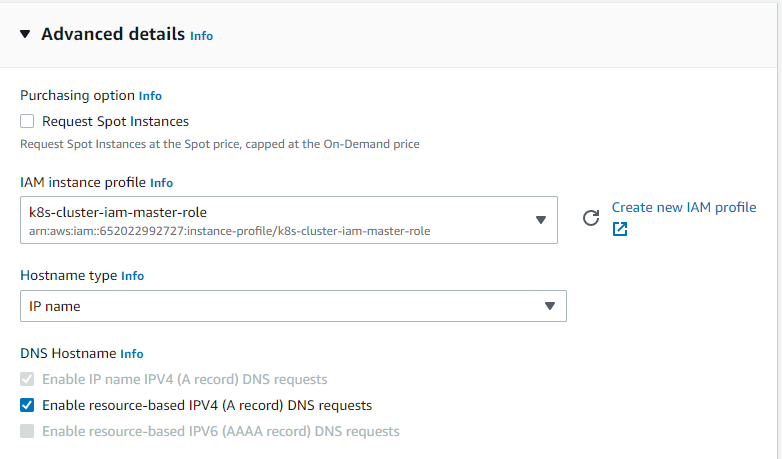 Advanced details Info
Purchasing option Info
Request Spot Instances
Request Spot Instances at the Spot price, capped at the On-Demand price
IAM instance profile Info
k8s-cluster-iam-master-role
arn:aws:iam::652022992727:instance-profile/k8s-cluster-iam-master-role
Create new IAM profile
Hostname type Info
IP name
DNS Hostname Info
Enable IP name IPV4 (A record) DNS requests
Enable resource-based IPV4 (A record) DNS requests
Enable resource-based IPV6 (AAAA record) DNS requests